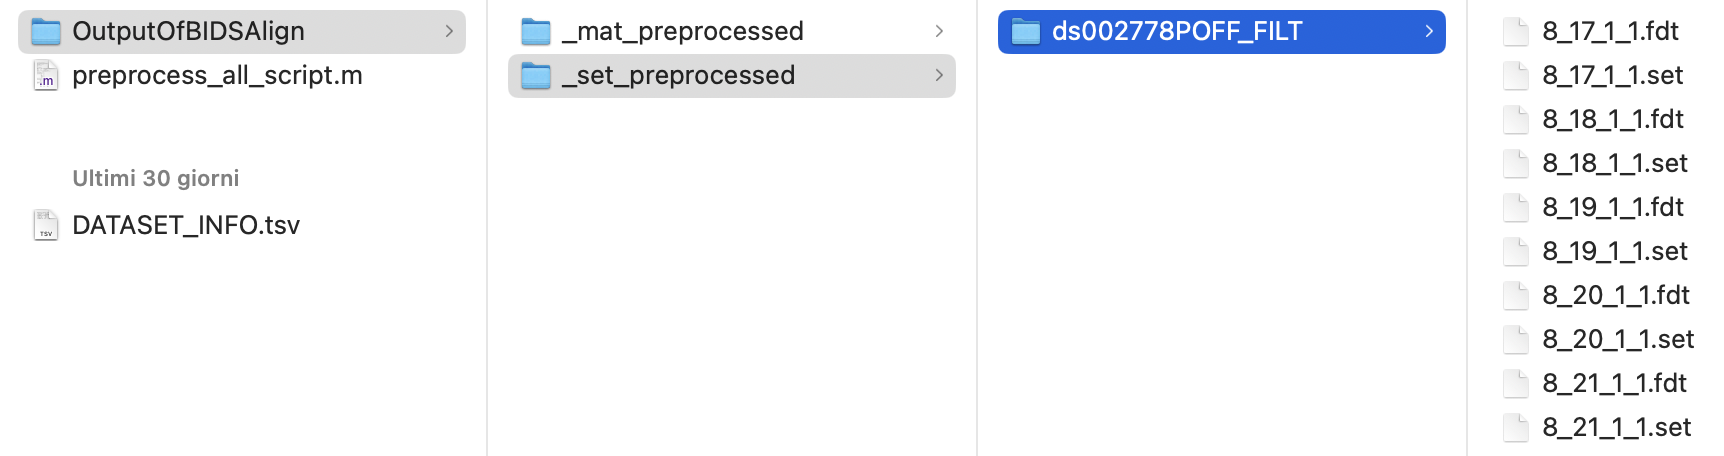 OutputOfBIDSAlign
preprocess_all_script.m
Ultimi 30 giorni
DATASET_INFO.tsv
_mat_preprocessed
_set_preprocessed
ds002778POFF_FILT
8_17_1_1.fdt
8_17_1_1.set
8_18_1_1.fdt
8_18_1_1.set
8_19_1_1.fdt
8_19_1_1.set
8_20_1_1.fdt
8_20_1_1.set
8_21_1_1.fdt
8_21_1_1.set
.m
TSV